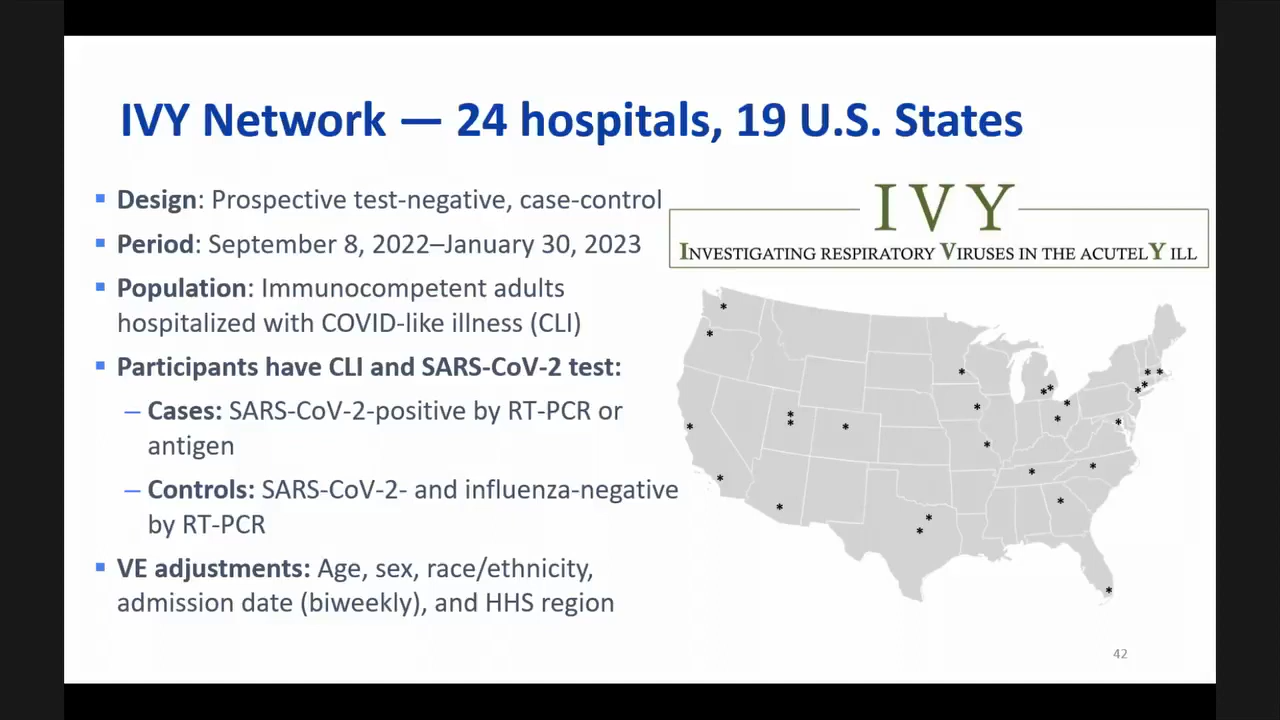 IVY Network — 24 hospitals, 19 U.S. States
▪ Design: Prospective test-negative, case-control
▪ Period: September 8, 2022–January 30, 2023
▪ Population: Immunocompetent adults
hospitalized with COVID-like illness (CLI)
▪ Participants have CLI and SARS-CoV-2 test:
– Cases: SARS-CoV-2-positive by RT-PCR or
antigen
– Controls: SARS-CoV-2- and influenza-negative
by RT-PCR
▪ VE adjustments: Age, sex, race/ethnicity,
admission date (biweekly), and HHS region
IVY
INVESTIGATING RESPIRATORY VIRUSES IN THE ACUTELY ILL
42